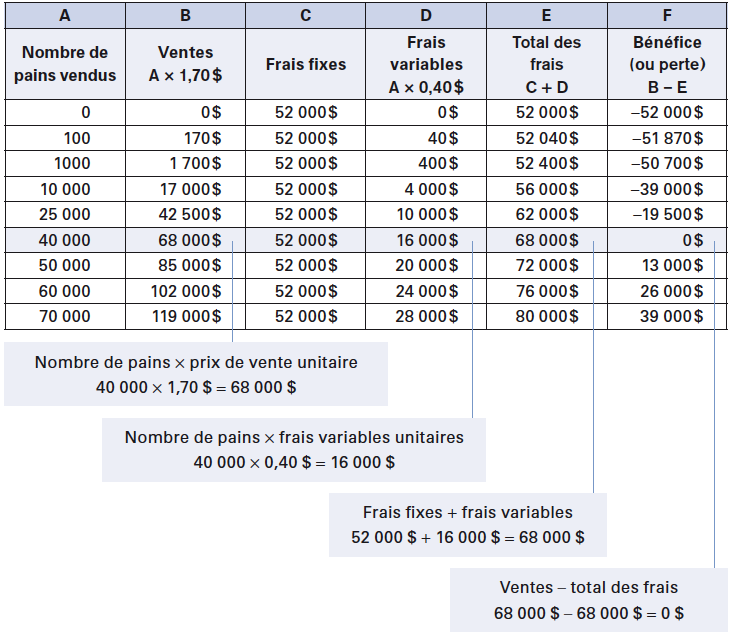 A B C D E F
Nombre de pains vendus Ventes A × 1,70 $ Frais fixes Frais variables A × 0,40 $ Total des frais C + D Bénéfice (ou perte) B – E
0 0 $ 52 000 $ 0 $ 52 000 $ –52 000 $
100 170 $ 52 000 $ 40 $ 52 040 $ –51 870 $
1000 1 700 $ 52 000 $ 400 $ 52 400 $ –50 700 $
10 000 17 000 $ 52 000 $ 4 000 $ 56 000 $ –39 000 $
25 000 42 500 $ 52 000 $ 10 000 $ 62 000 $ –19 500 $
40 000 68 000 $ 52 000 $ 16 000 $ 68 000 $ 0 $
50 000 85 000 $ 52 000 $ 20 000 $ 72 000 $ 13 000 $
60 000 102 000 $ 52 000 $ 24 000 $ 76 000 $ 26 000 $
70 000 119 000 $ 52 000 $ 28 000 $ 80 000 $ 39 000 $
Nombre de pains × prix de vente unitaire
40 000 × 1,70 $ = 68 000 $
Nombre de pains × frais variables unitaires
40 000 × 0,40 $ = 16 000 $
Frais fixes + frais variables
52 000 $ + 16 000 $ = 68 000 $
Ventes – total des frais
68 000 $ – 68 000 $ = 0 $